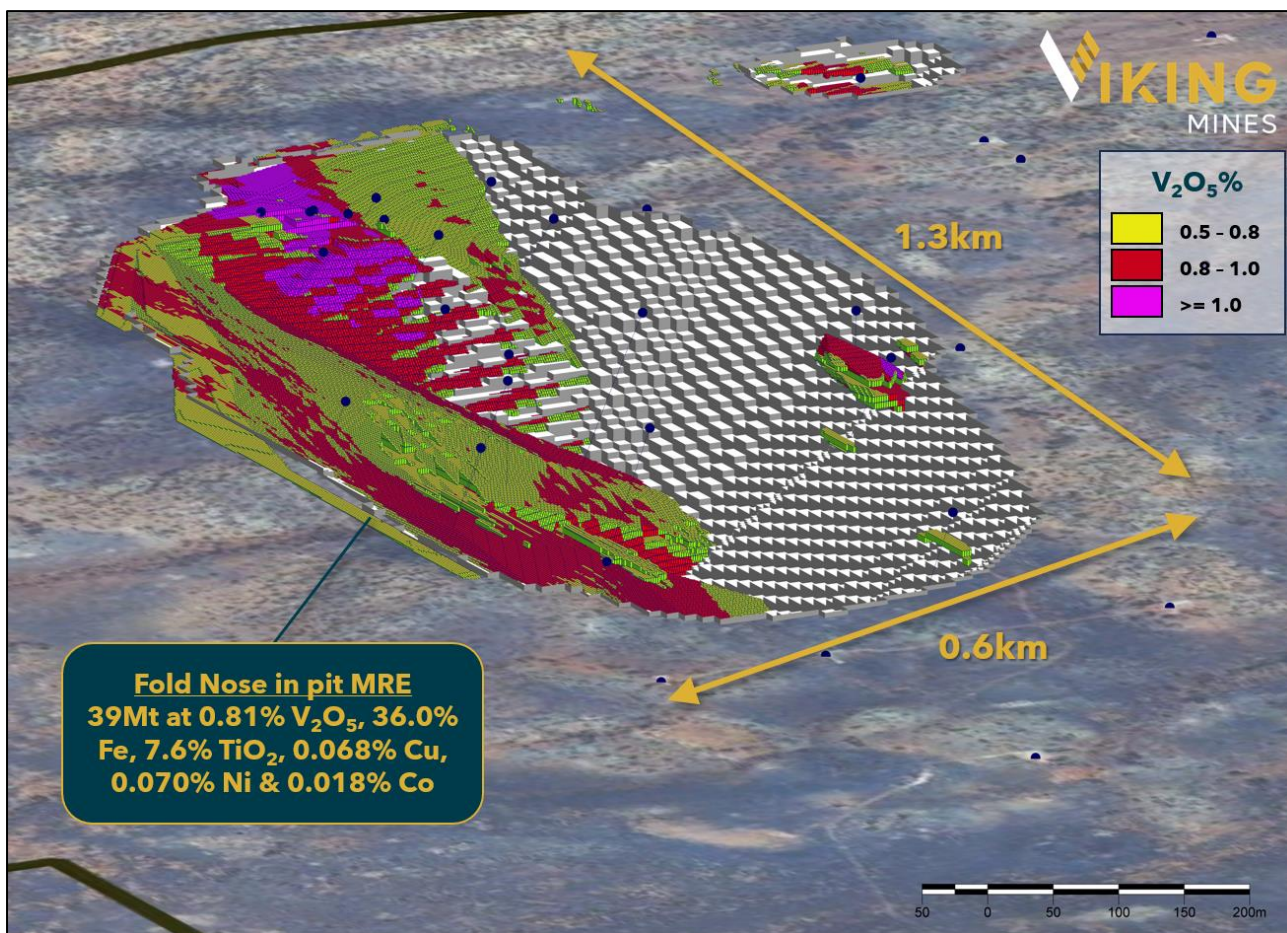 VIKING
MINES
V₂O₅%
0.5 - 0.8
0.8 - 1.0
>= 1.0
1.3km
0.6km
Fold Nose in pit MRE
39Mt at 0.81% V₂O₅, 36.0%
Fe, 7.6% TiO₂, 0.068% Cu,
0.070% Ni & 0.018% Co
50 0 50 100 150 200m